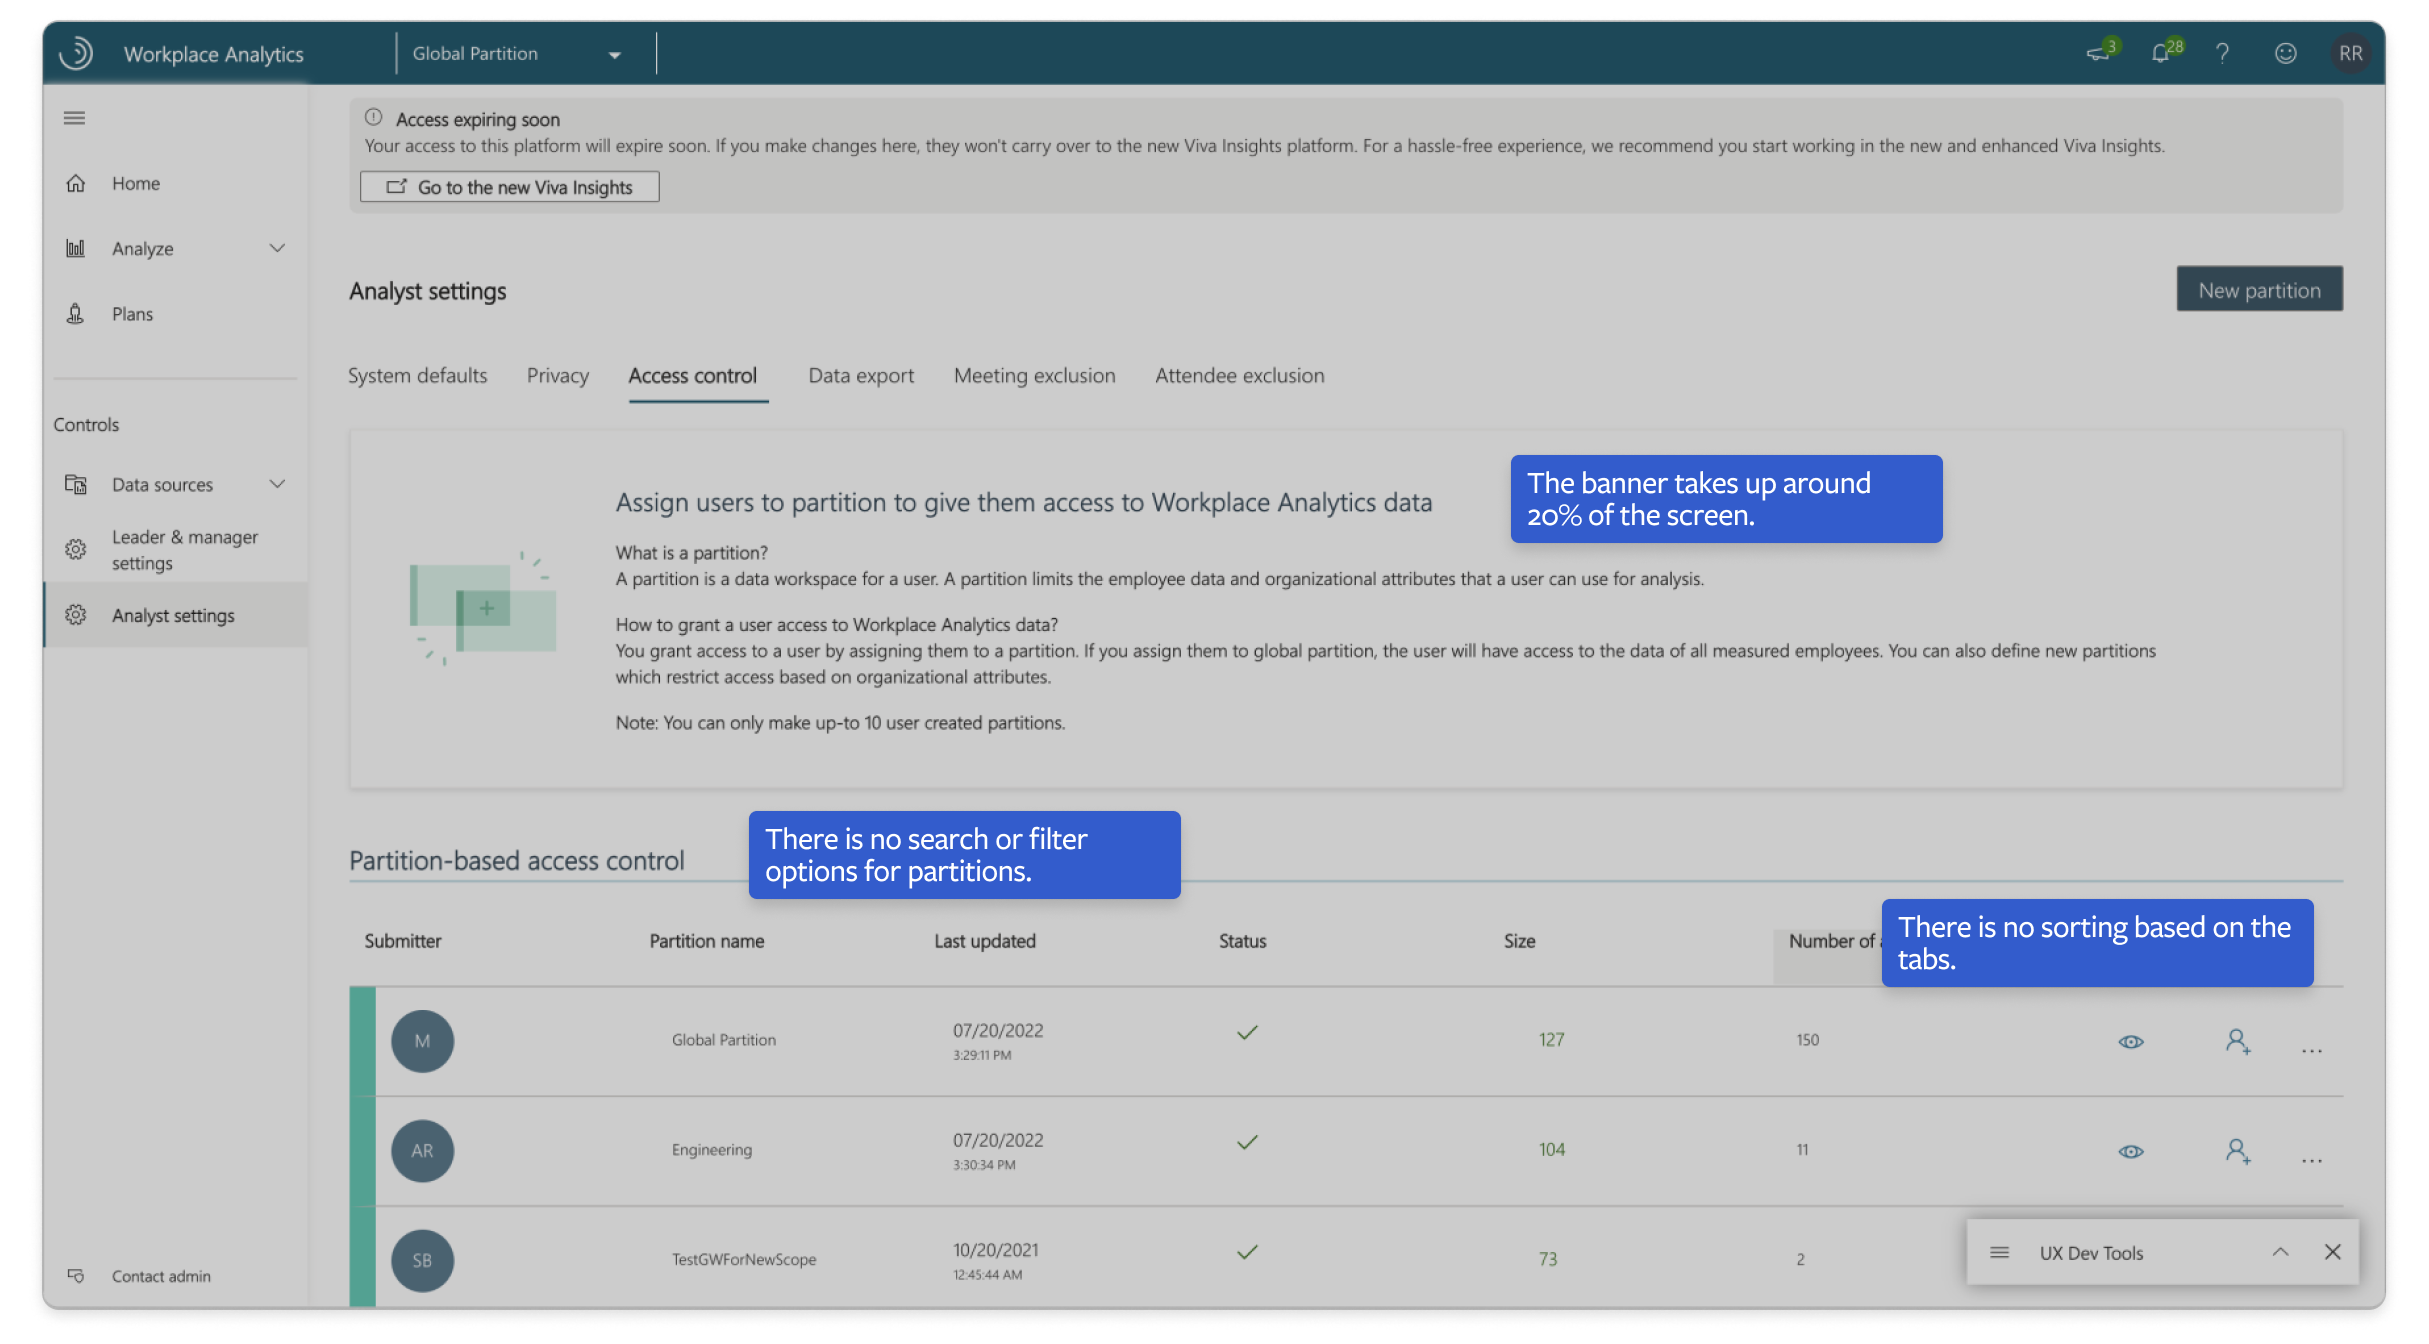 Workplace Analytics
Global Partition
3
28
?
RR
Access expiring soon
Your access to this platform will expire soon. If you make changes here, they won't carry over to the new Viva Insights platform. For a hassle-free experience, we recommend you start working in the new and enhanced Viva Insights.
Go to the new Viva Insights
Home
Analyze
Plans
Controls
Data sources
Leader & manager
settings
Analyst settings
Contact admin
Analyst settings
New partition
System defaults
Privacy
Access control
Data export
Meeting exclusion
Attendee exclusion
The banner takes up around
20% of the screen.
Assign users to partition to give them access to Workplace Analytics data
What is a partition?
A partition is a data workspace for a user. A partition limits the employee data and organizational attributes that a user can use for analysis.
How to grant a user access to Workplace Analytics data?
You grant access to a user by assigning them to a partition. If you assign them to global partition, the user will have access to the data of all measured employees. You can also define new partitions
which restrict access based on organizational attributes.
Note: You can only make up-to 10 user created partitions.
Partition-based access control
There is no search or filter
options for partitions.
There is no sorting based on the
tabs.
Submitter
Partition name
Last updated
Status
Size
Number of
M
Global Partition
07/20/2022
3:29:11 PM
127
150
...
AR
Engineering
07/20/2022
3:30:34 PM
104
11
...
SB
TestGWForNewScope
10/20/2021
12:45:44 AM
73
2
UX Dev Tools